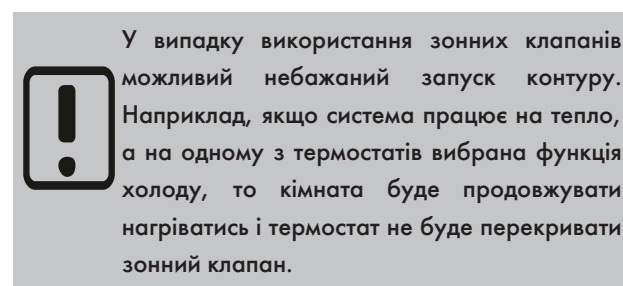 У випадку використання зонних клапанів
можливий небажаний запуск контуру.
Наприклад, якщо система працює на тепло,
а на одному з термостатів вибрана функція
холоду, то кімната буде продовжувати
нагріватись і термостат не буде перекривати
зонний клапан.